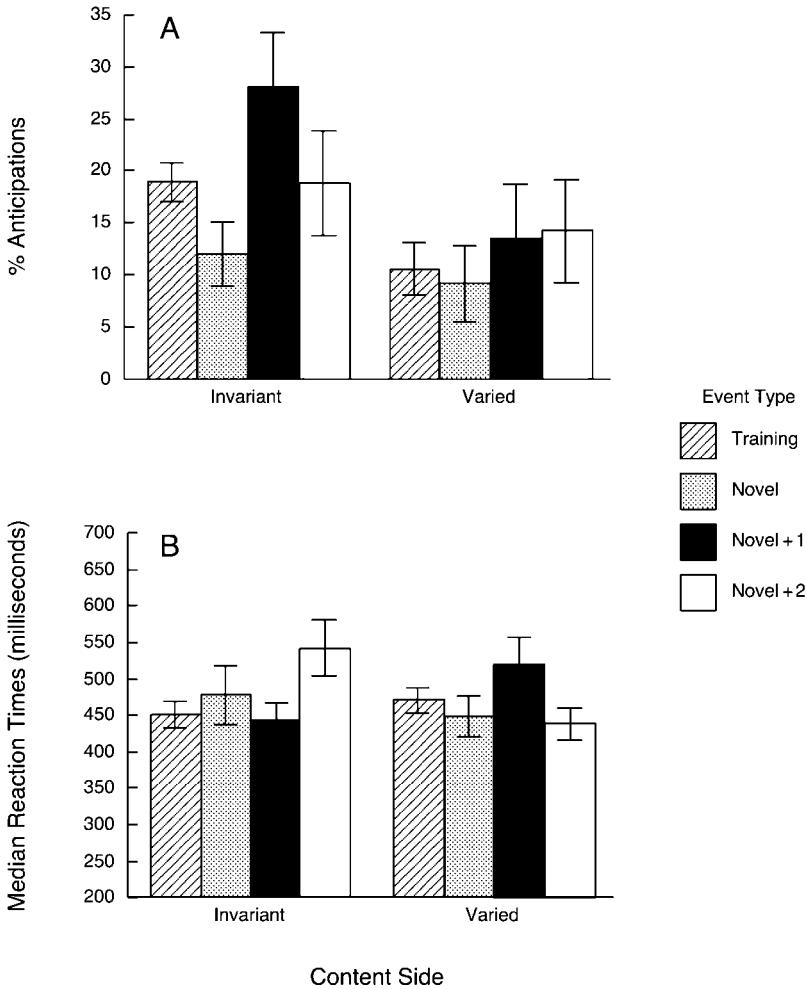 A
35
30
25
20
15
10
5
0
% Anticipations
Invariant
Varied
Event Type
Training
Novel
Novel + 1
Novel + 2
B
700
650
600
550
500
450
400
350
300
250
200
Median Reaction Times (milliseconds)
Invariant
Varied
Content Side